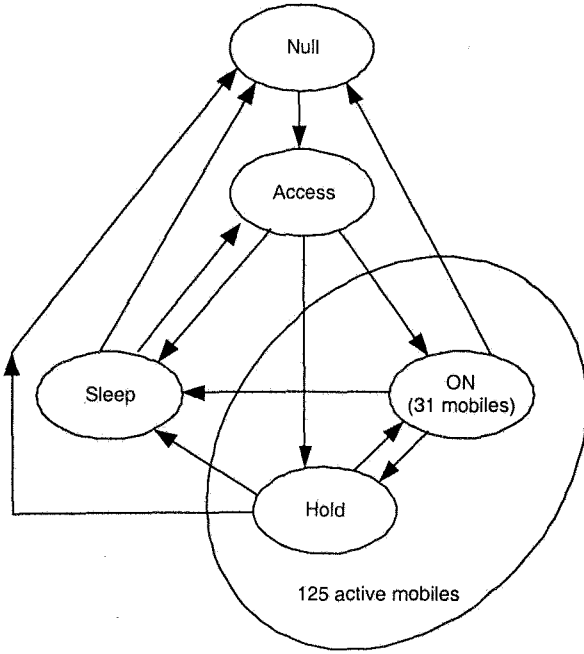 Null
Access
Sleep
ON
(31 mobiles)
Hold
125 active mobiles